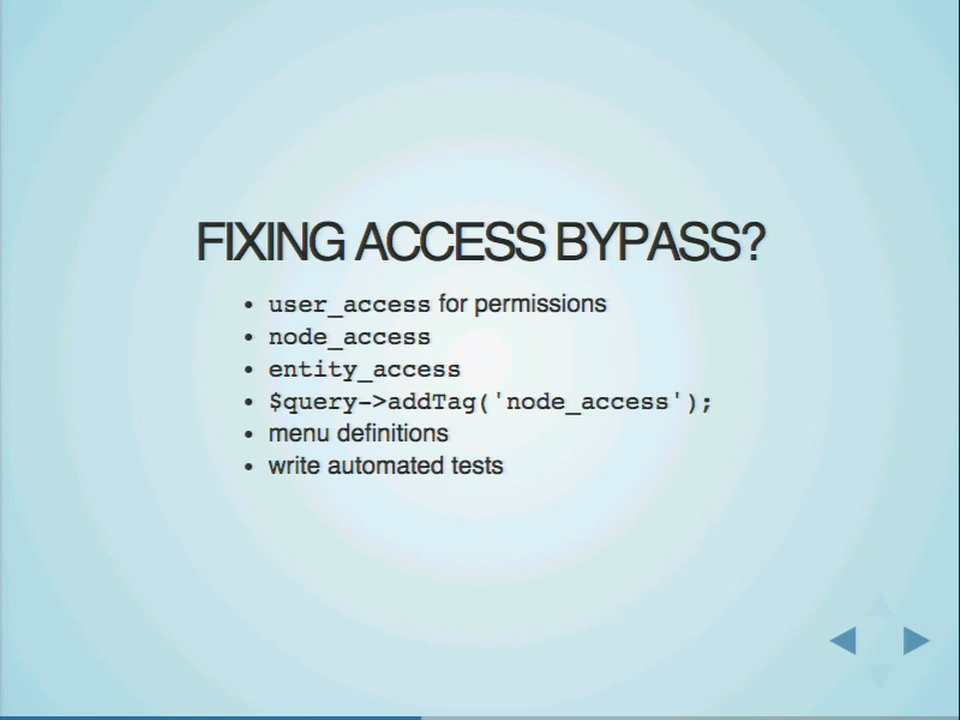 FIXING ACCESS BYPASS?
• user_access for permissions
• node_access
• entity_access
• $query->addTag('node_access');
• menu definitions
• write automated tests